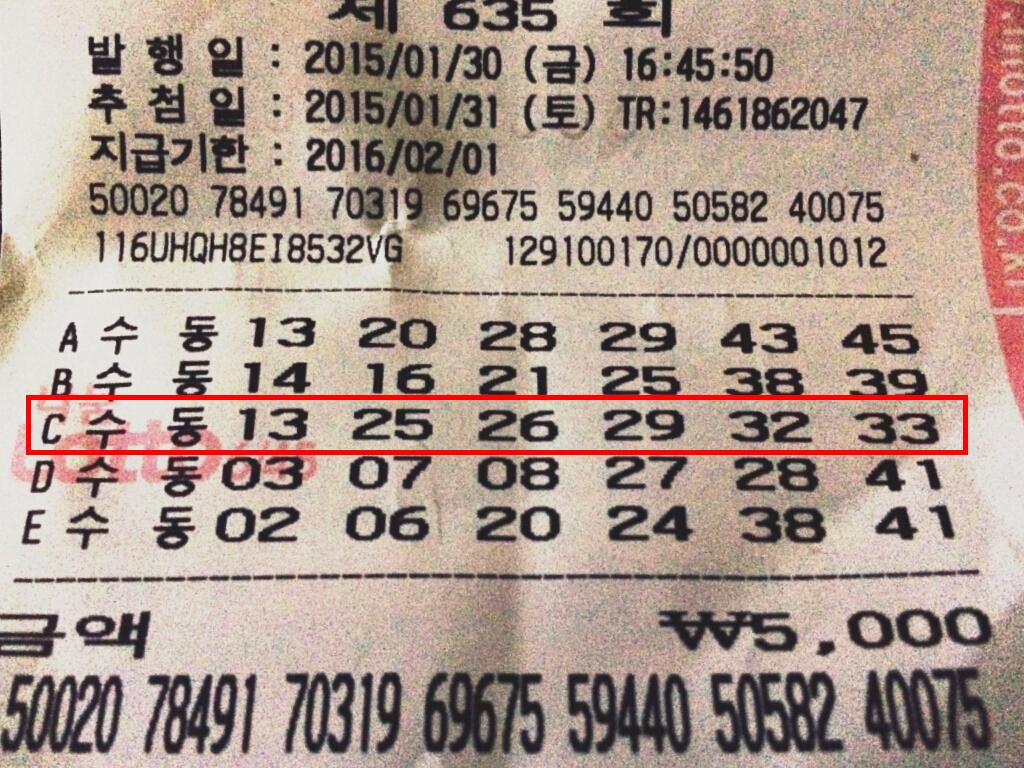 제 635 회
발 행 일 : 2015/01/30 (금) 16:45:50
추 첨 일 : 2015/01/31 (토) TR:1461862047
지급기한 : 2016/02/01
50020 78491 70319 69675 59440 50582 40075
116UHQH8EI8532VG 129100170/0000001012
A 수 동 13 20 28 29 43 45
B 수 동 14 16 21 25 38 39
C 수 동 13 25 26 29 32 33
D 수 동 03 07 08 27 28 41
E 수 동 02 06 20 24 38 41
금액 ₩5,000
50020 78491 70319 69675 59440 50582 40075